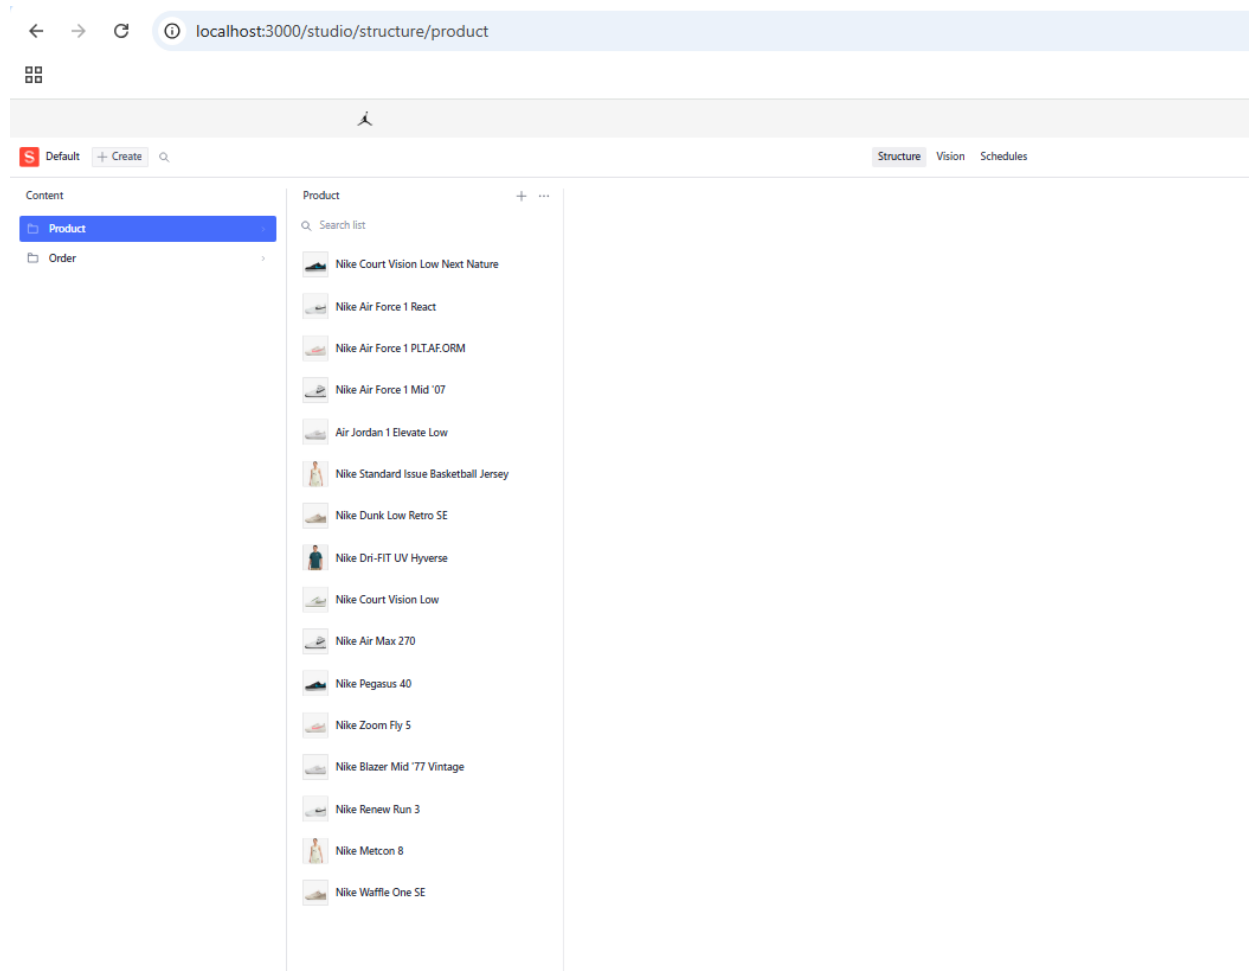 localhost:3000/studio/structure/product
S Default + Create
Structure Vision Schedules
Content
Product
Order
Product
Search list
Nike Court Vision Low Next Nature
Nike Air Force 1 React
Nike Air Force 1 PLT.AF.ORM
Nike Air Force 1 Mid '07
Air Jordan 1 Elevate Low
Nike Standard Issue Basketball Jersey
Nike Dunk Low Retro SE
Nike Dri-FIT UV Hyverse
Nike Court Vision Low
Nike Air Max 270
Nike Pegasus 40
Nike Zoom Fly 5
Nike Blazer Mid '77 Vintage
Nike Renew Run 3
Nike Metcon 8
Nike Waffle One SE